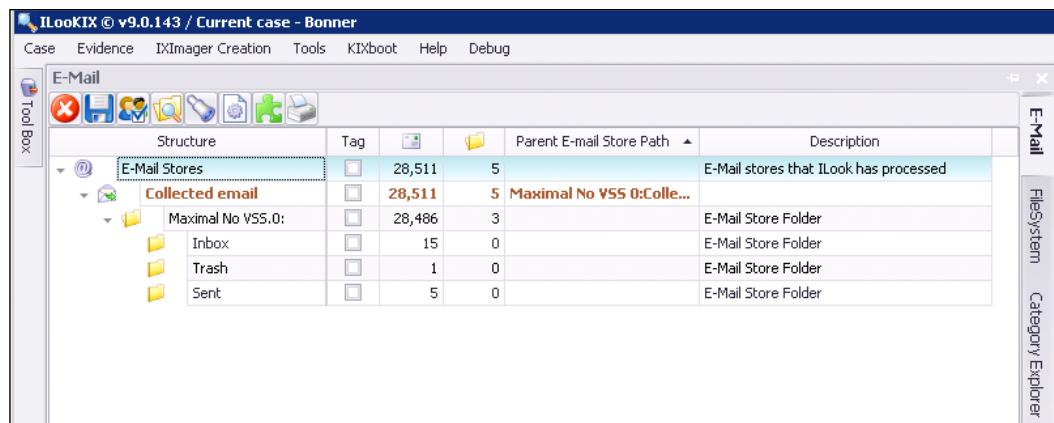 ILooKIX © v9.0.143 / Current case - Bonner
Case Evidence IXImager Creation Tools KIXboot Help Debug
E-Mail
Tool Box
Structure Tag Parent E-mail Store Path Description
E-Mail Stores 28,511 5 E-Mail stores that ILook has processed
Collected email 28,511 5 Maximal No VSS 0:Colle...
Maximal No VSS.0: 28,486 3 E-Mail Store Folder
Inbox 15 0 E-Mail Store Folder
Trash 1 0 E-Mail Store Folder
Sent 5 0 E-Mail Store Folder
E-Mail
FileSystem
Category Explorer